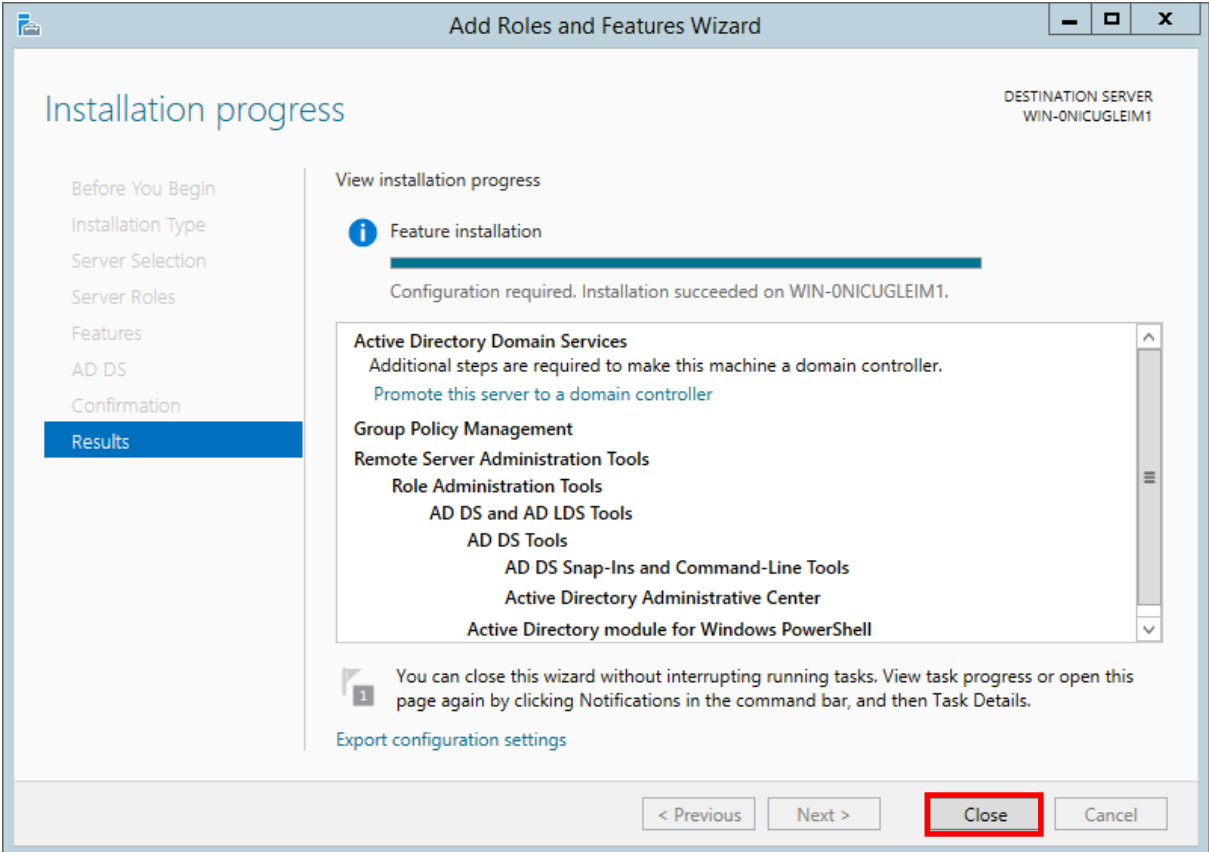 Add Roles and Features Wizard
Installation progress
DESTINATION SERVER
WIN-0NICUGLEIM1
Before You Begin
Installation Type
Server Selection
Server Roles
Features
AD DS
Confirmation
Results
View installation progress
Feature installation
Configuration required. Installation succeeded on WIN-0NICUGLEIM1.
Active Directory Domain Services
Additional steps are required to make this machine a domain controller.
Promote this server to a domain controller
Group Policy Management
Remote Server Administration Tools
Role Administration Tools
AD DS and AD LDS Tools
AD DS Tools
AD DS Snap-Ins and Command-Line Tools
Active Directory Administrative Center
Active Directory module for Windows PowerShell
1
You can close this wizard without interrupting running tasks. View task progress or open this
page again by clicking Notifications in the command bar, and then Task Details.
Export configuration settings
< Previous
Next >
Close
Cancel